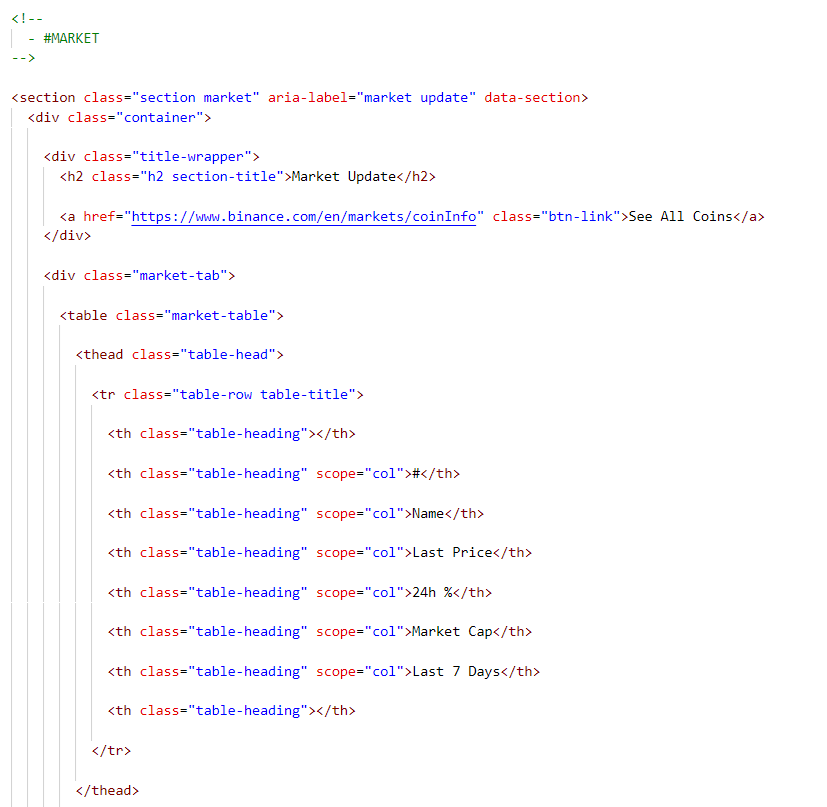 <!--
  - #MARKET
-->
<section class="section market" aria-label="market update" data-section>
  <div class="container">
    <div class="title-wrapper">
      <h2 class="h2 section-title">Market Update</h2>
      <a href="https://www.binance.com/en/markets/coinInfo" class="btn-link">See All Coins</a>
    </div>
    <div class="market-tab">
      <table class="market-table">
        <thead class="table-head">
          <tr class="table-row table-title">
            <th class="table-heading"></th>
            <th class="table-heading" scope="col">#</th>
            <th class="table-heading" scope="col">Name</th>
            <th class="table-heading" scope="col">Last Price</th>
            <th class="table-heading" scope="col">24h %</th>
            <th class="table-heading" scope="col">Market Cap</th>
            <th class="table-heading" scope="col">Last 7 Days</th>
            <th class="table-heading"></th>
          </tr>
        </thead>